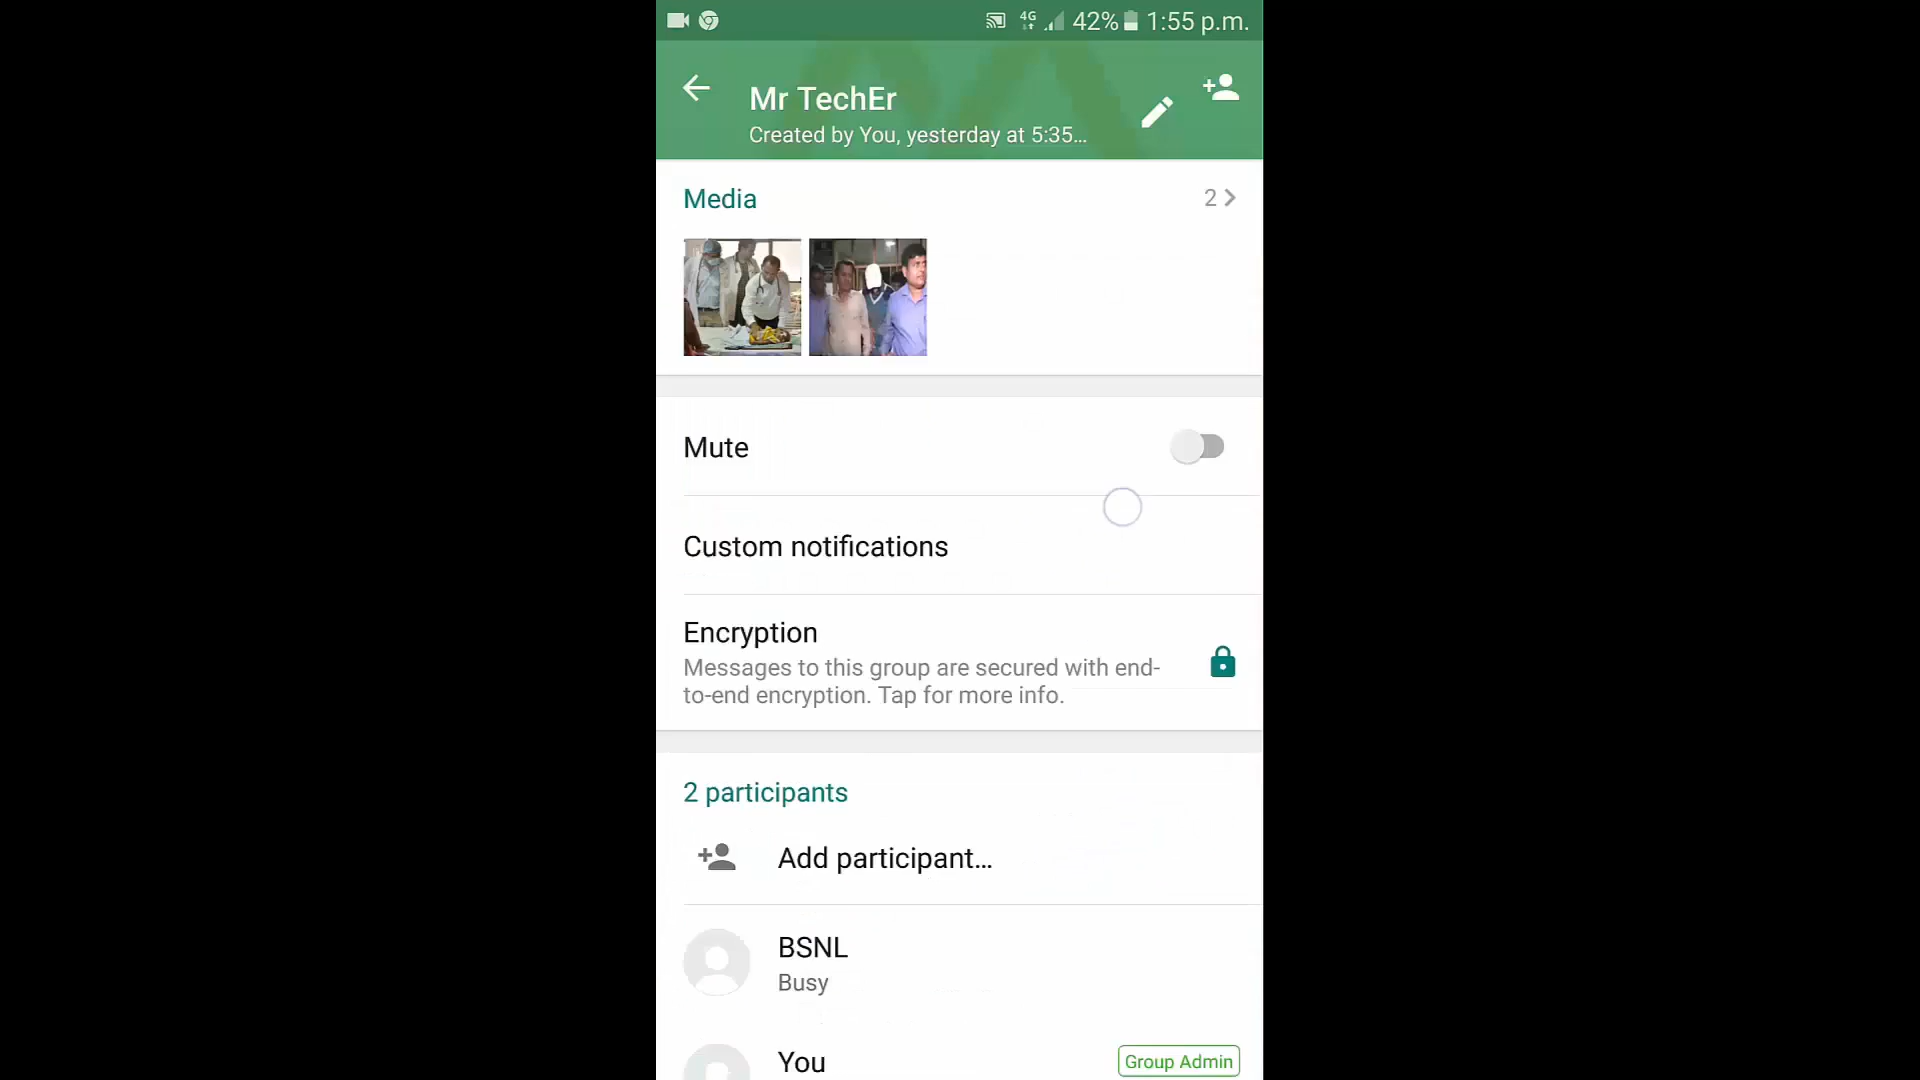 4G 42% 1:55 p.m.
Mr TechEr
Created by You, yesterday at 5:35...
Media 2
Mute
Custom notifications
Encryption
Messages to this group are secured with end-
to-end encryption. Tap for more info.
2 participants
Add participant...
BSNL
Busy
You Group Admin